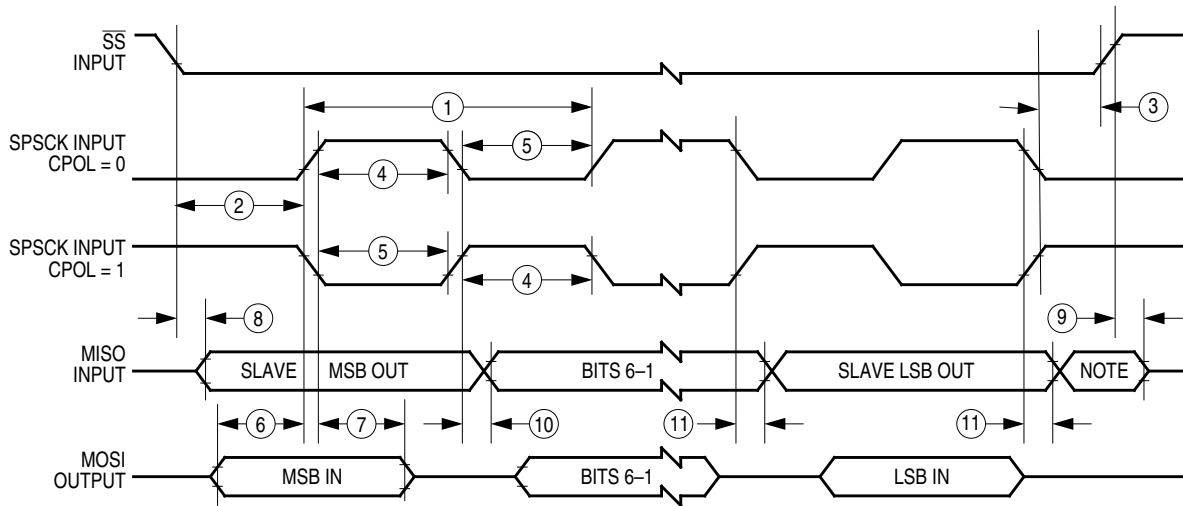 SS
INPUT
1
3
SPSCK INPUT
CPOL = 0
5
4
2
SPSCK INPUT
CPOL = 1
5
4
8
9
MISO
INPUT
SLAVE MSB OUT
BITS 6–1
SLAVE LSB OUT
NOTE
6
7
10
11
11
MOSI
OUTPUT
MSB IN
BITS 6–1
LSB IN